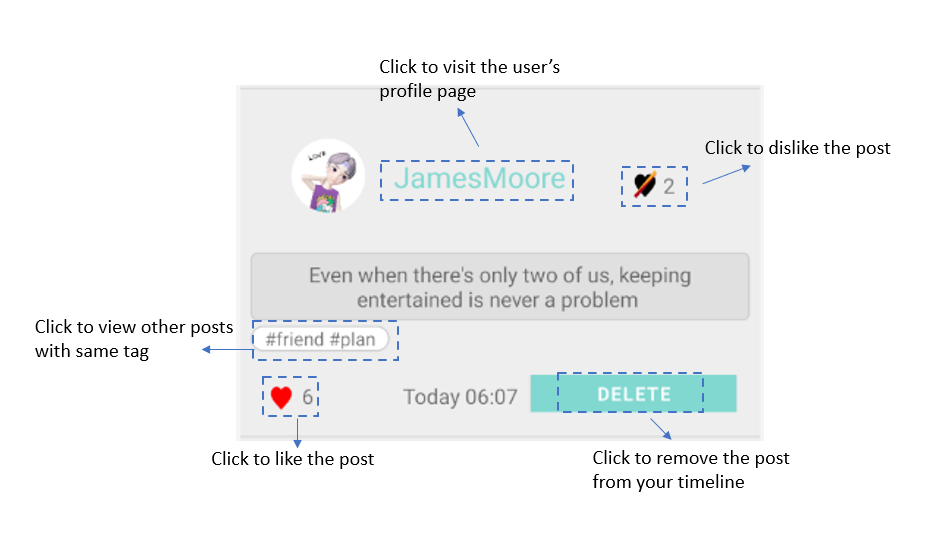 Click to visit the user’s
profile page
Click to dislike the post
LOVE
JamesMoore
2
Even when there's only two of us, keeping
entertained is never a problem
Click to view other posts
with same tag
#friend #plan
6
Today 06:07
DELETE
Click to like the post
Click to remove the post
from your timeline